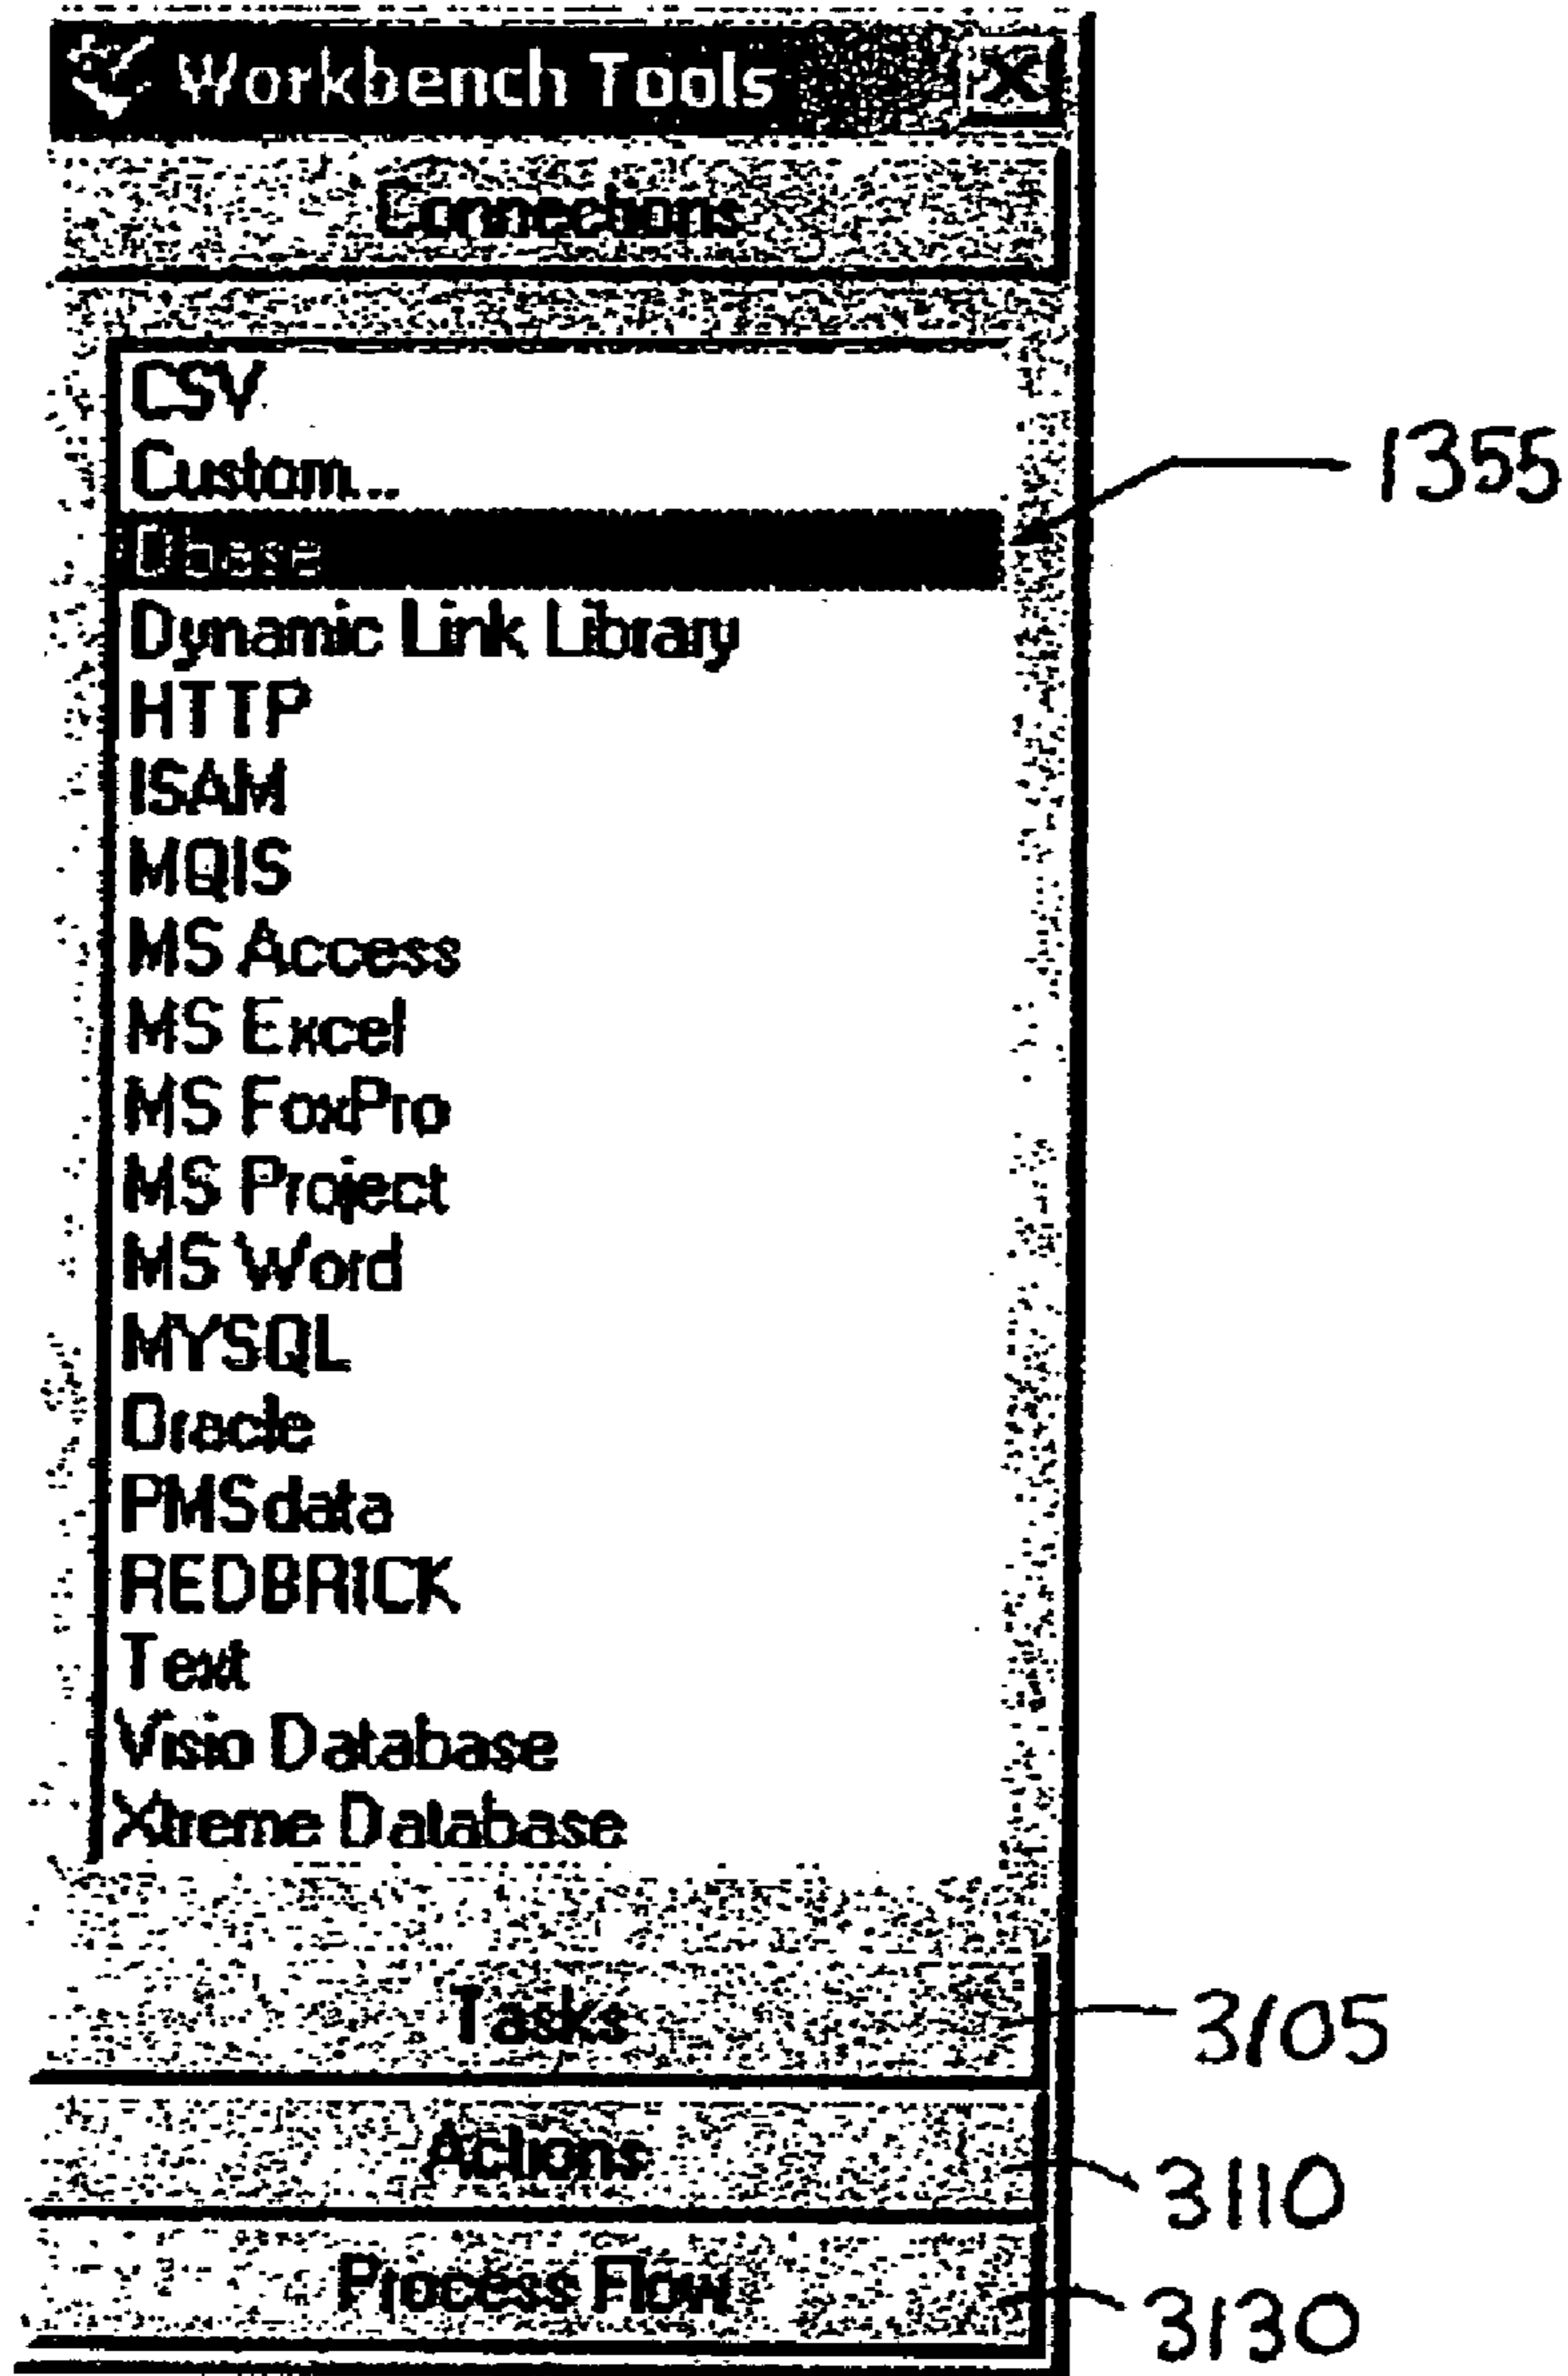 Workbench Tools
Connections
CSV
Custom...
1355
Dbase
Dynamic Link Library
HTTP
ISAM
MQIS
MS Access
MS Excel
MS FoxPro
MS Project
MS Word
MYSQL
Oracle
PMSdata
REDBRICK
Text
Visio Database
Xtreme Database
Tasks
3105
Actions
3110
Process Flow
3130